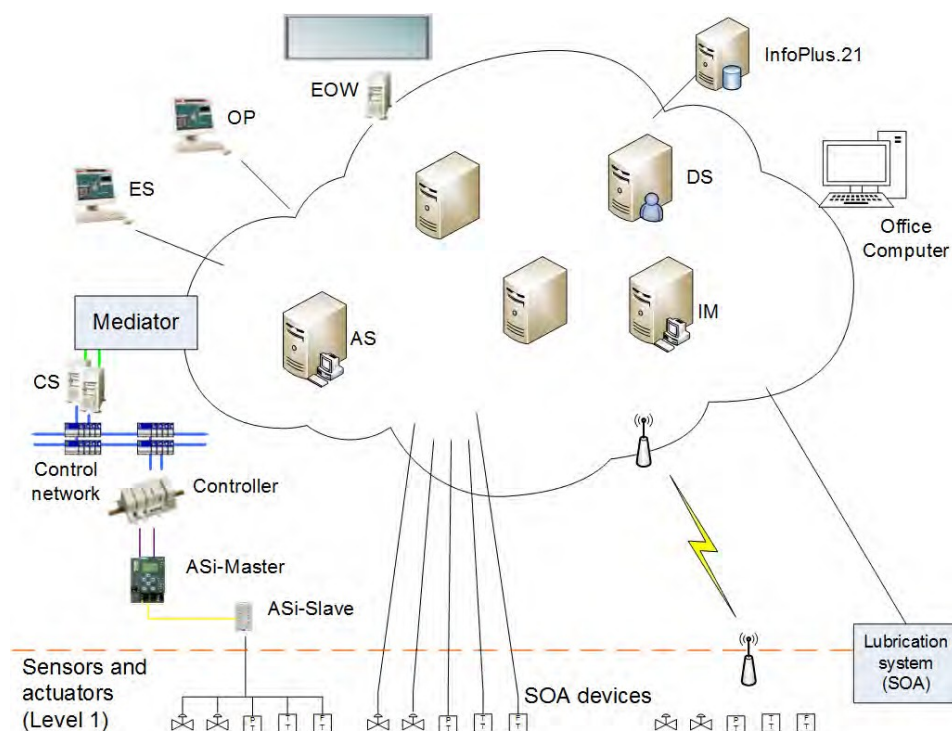 InfoPlus.21
EOW
OP
DS
ES
Office
Computer
Mediator
IM
AS
CS
Control
network
Controller
ASi-Master
ASi-Slave
Lubrication
system
(SOA)
Sensors and
actuators
(Level 1)
SOA devices
P
T
T
T
F
T
P
T
T
T
F
T
P
T
T
T
F
T